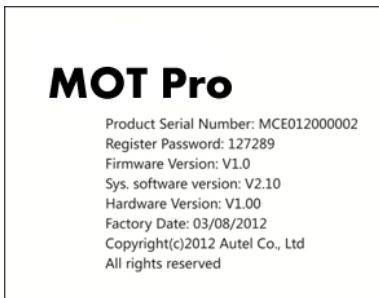 MOT Pro
Product Serial Number: MCE012000002
Register Password: 127289
Firmware Version: V1.0
Sys. software version: V2.10
Hardware Version: V1.00
Factory Date: 03/08/2012
Copyright(c)2012 Autel Co., Ltd
All rights reserved